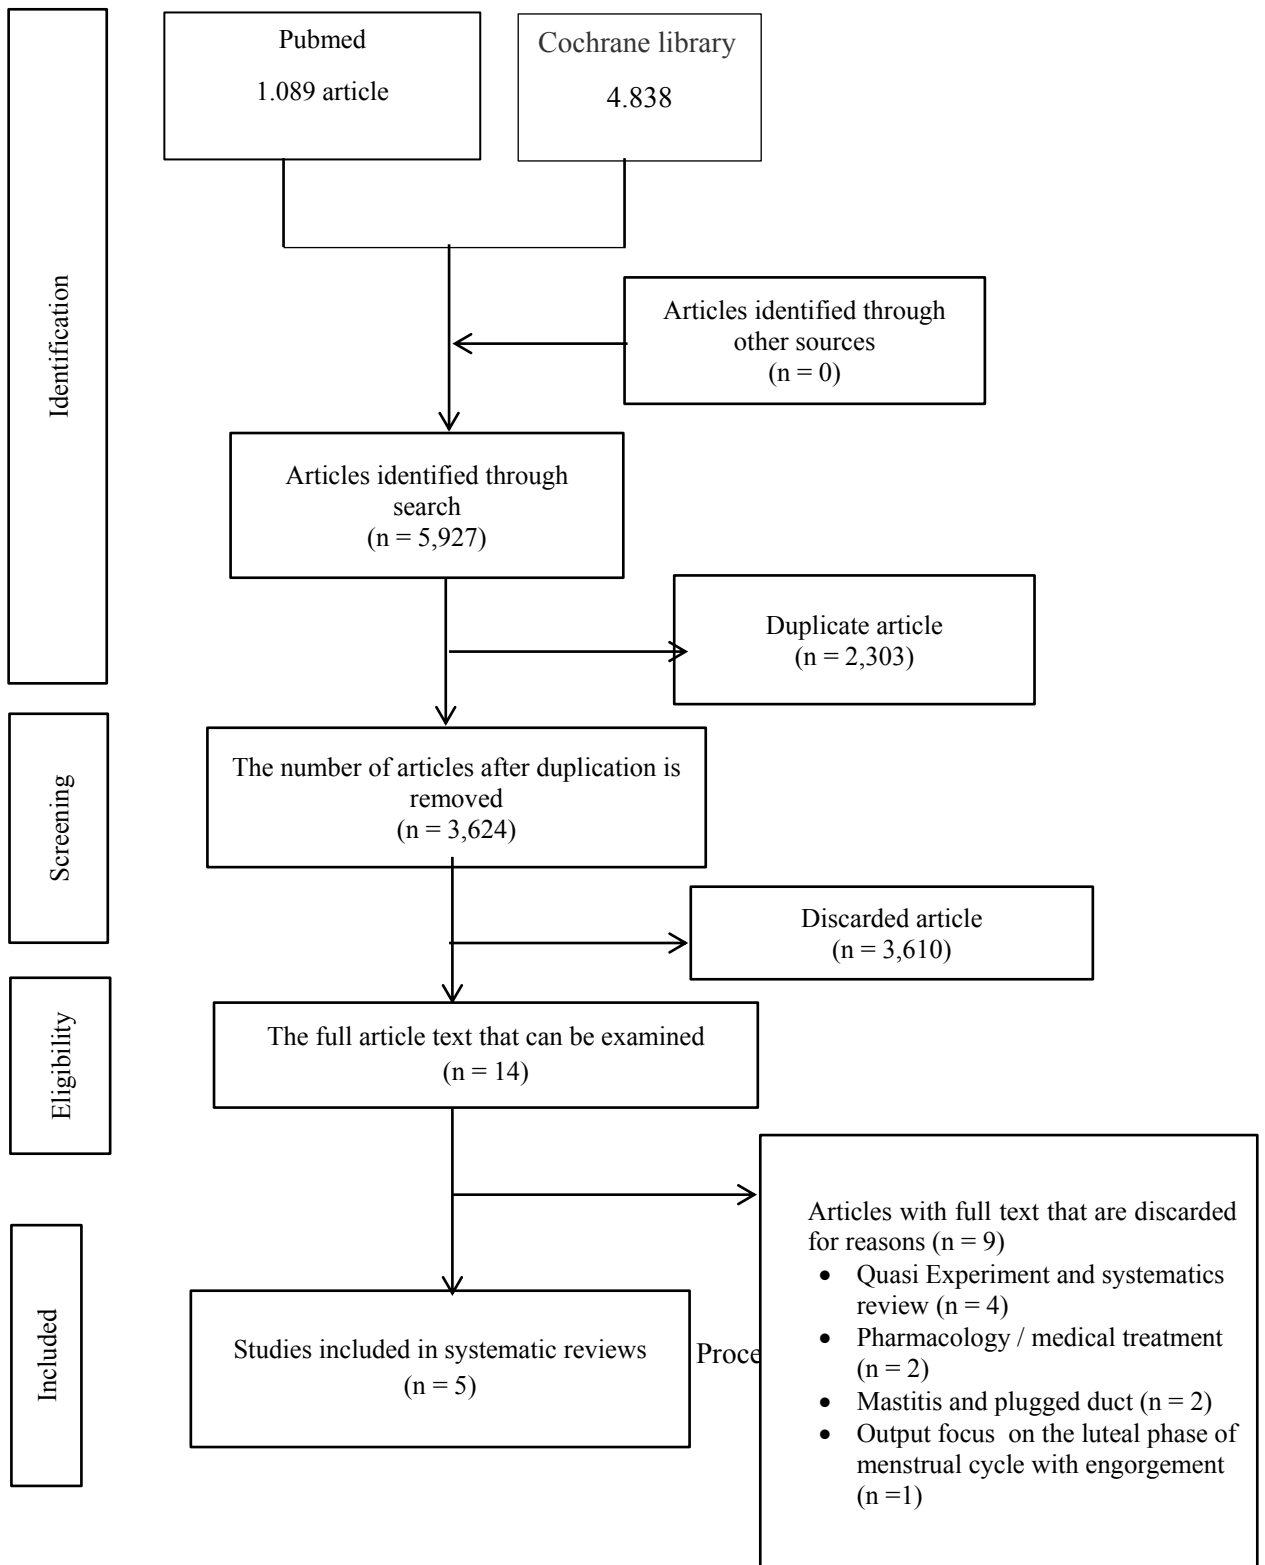 Pubmed
1.089 article
Cochrane library
4.838
Identification
Articles identified through
other sources
(n = 0)
Articles identified through
search
(n = 5,927)
Duplicate article
(n = 2,303)
Screening
The number of articles after duplication is
removed
(n = 3,624)
Discarded article
(n = 3,610)
Eligibility
The full article text that can be examined
(n = 14)
Articles with full text that are discarded
for reasons (n = 9)
• Quasi Experiment and systematics
review (n = 4)
• Pharmacology / medical treatment
(n = 2)
• Mastitis and plugged duct (n = 2)
• Output focus on the luteal phase of
menstrual cycle with engorgement
(n =1)
Included
Studies included in systematic reviews
(n = 5)
Proce